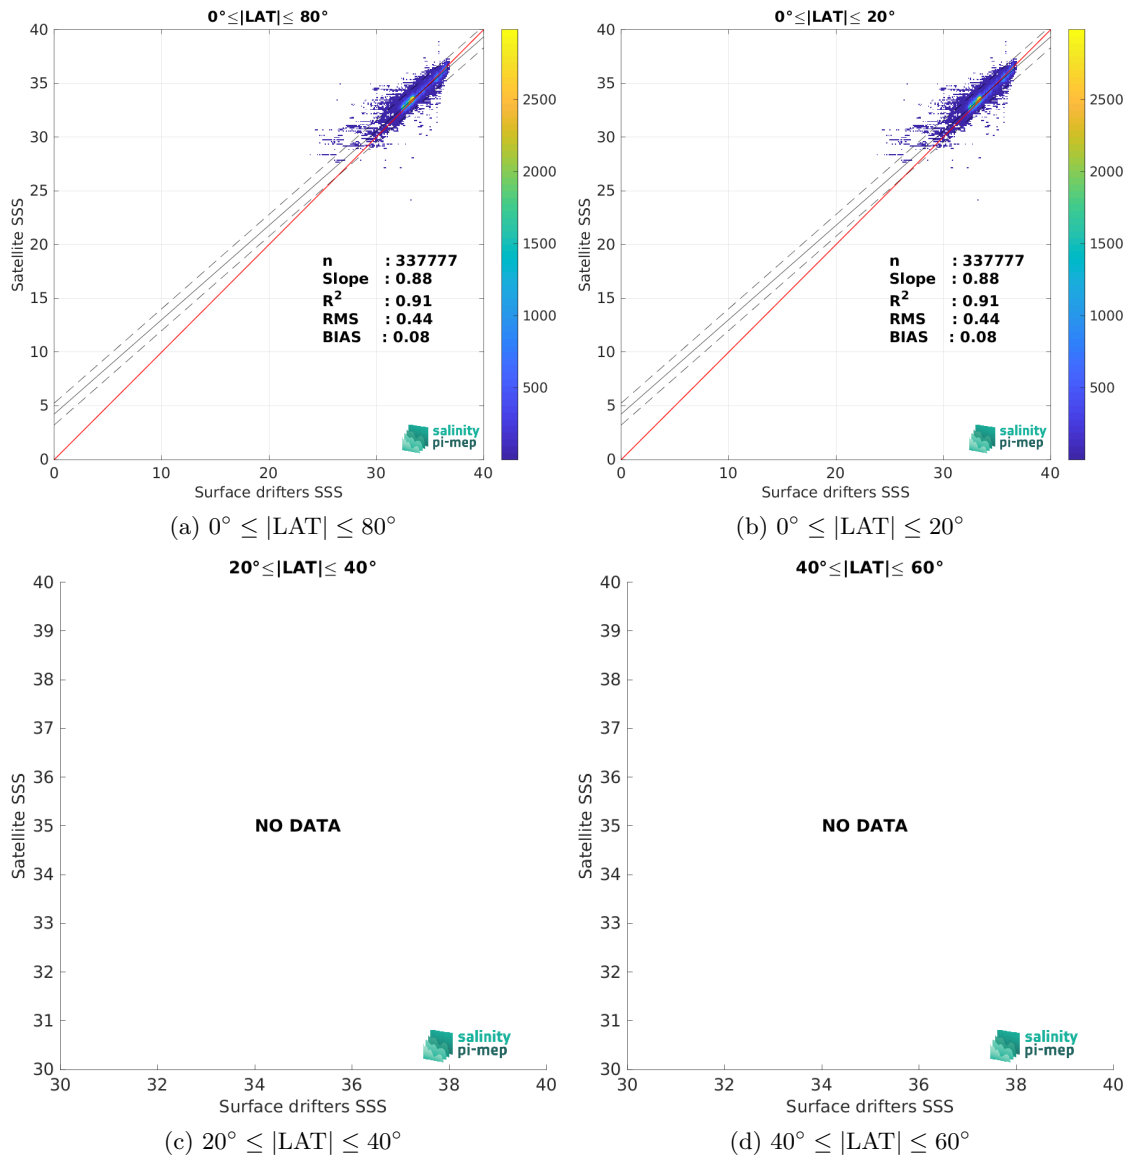 0°≤|LAT|≤ 80°
40
35
30
25
20
15
10
5
0
0
10
20
30
40
Satellite SSS
Surface drifters SSS
n : 337777
Slope : 0.88
R² : 0.91
RMS : 0.44
BIAS : 0.08
salinity
pi-mep
2500
2000
1500
1000
500
(a) 0° ≤ |LAT| ≤ 80°
0°≤|LAT|≤ 20°
40
35
30
25
20
15
10
5
0
0
10
20
30
40
Satellite SSS
Surface drifters SSS
n : 337777
Slope : 0.88
R² : 0.91
RMS : 0.44
BIAS : 0.08
salinity
pi-mep
2500
2000
1500
1000
500
(b) 0° ≤ |LAT| ≤ 20°
20°≤|LAT|≤ 40°
40
39
38
37
36
35
34
33
32
31
30
30
32
34
36
38
40
Satellite SSS
NO DATA
salinity
pi-mep
Surface drifters SSS
(c) 20° ≤ |LAT| ≤ 40°
40°≤|LAT|≤ 60°
40
39
38
37
36
35
34
33
32
31
30
30
32
34
36
38
40
Satellite SSS
NO DATA
salinity
pi-mep
Surface drifters SSS
(d) 40° ≤ |LAT| ≤ 60°